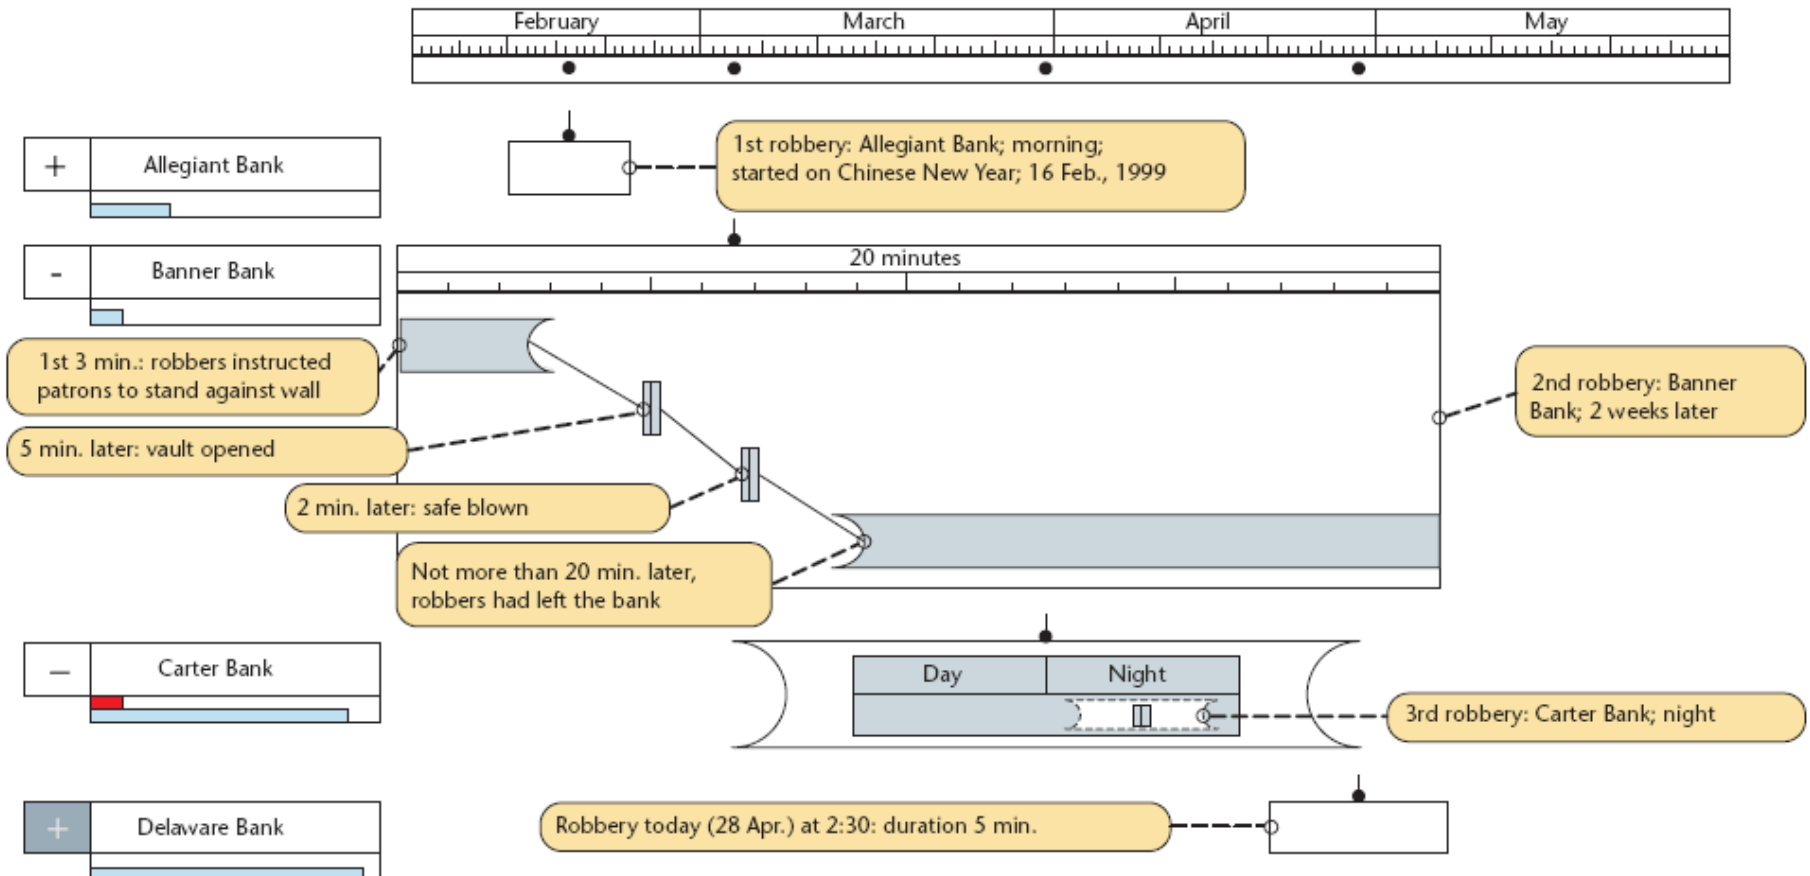 February March April May
+ Allegiant Bank
1st robbery: Allegiant Bank; morning;
started on Chinese New Year; 16 Feb., 1999
- Banner Bank
20 minutes
1st 3 min.: robbers instructed
patrons to stand against wall
5 min. later: vault opened
2 min. later: safe blown
Not more than 20 min. later,
robbers had left the bank
2nd robbery: Banner
Bank; 2 weeks later
– Carter Bank
Day Night
3rd robbery: Carter Bank; night
+ Delaware Bank
Robbery today (28 Apr.) at 2:30: duration 5 min.